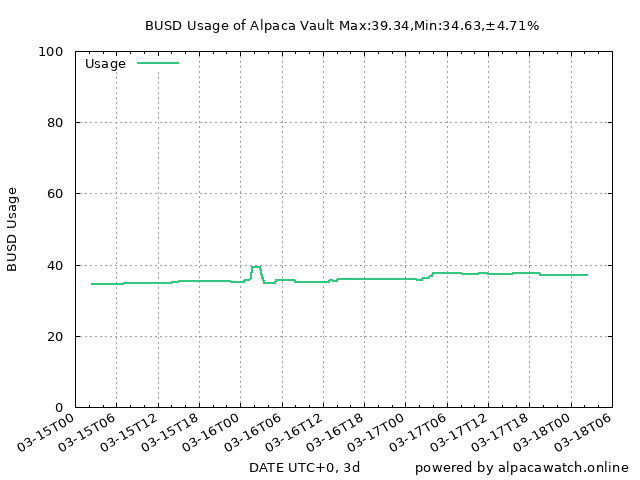 BUSD Usage of Alpaca Vault Max:39.34,Min:34.63,±4.71%
Usage
100
80
60
40
20
0
BUSD Usage
03-15T00
03-15T06
03-15T12
03-15T18
03-16T00
03-16T06
03-16T12
03-16T18
03-17T00
03-17T06
03-17T12
03-17T18
03-18T00
03-18T06
DATE UTC+0, 3d
powered by alpacawatch.online